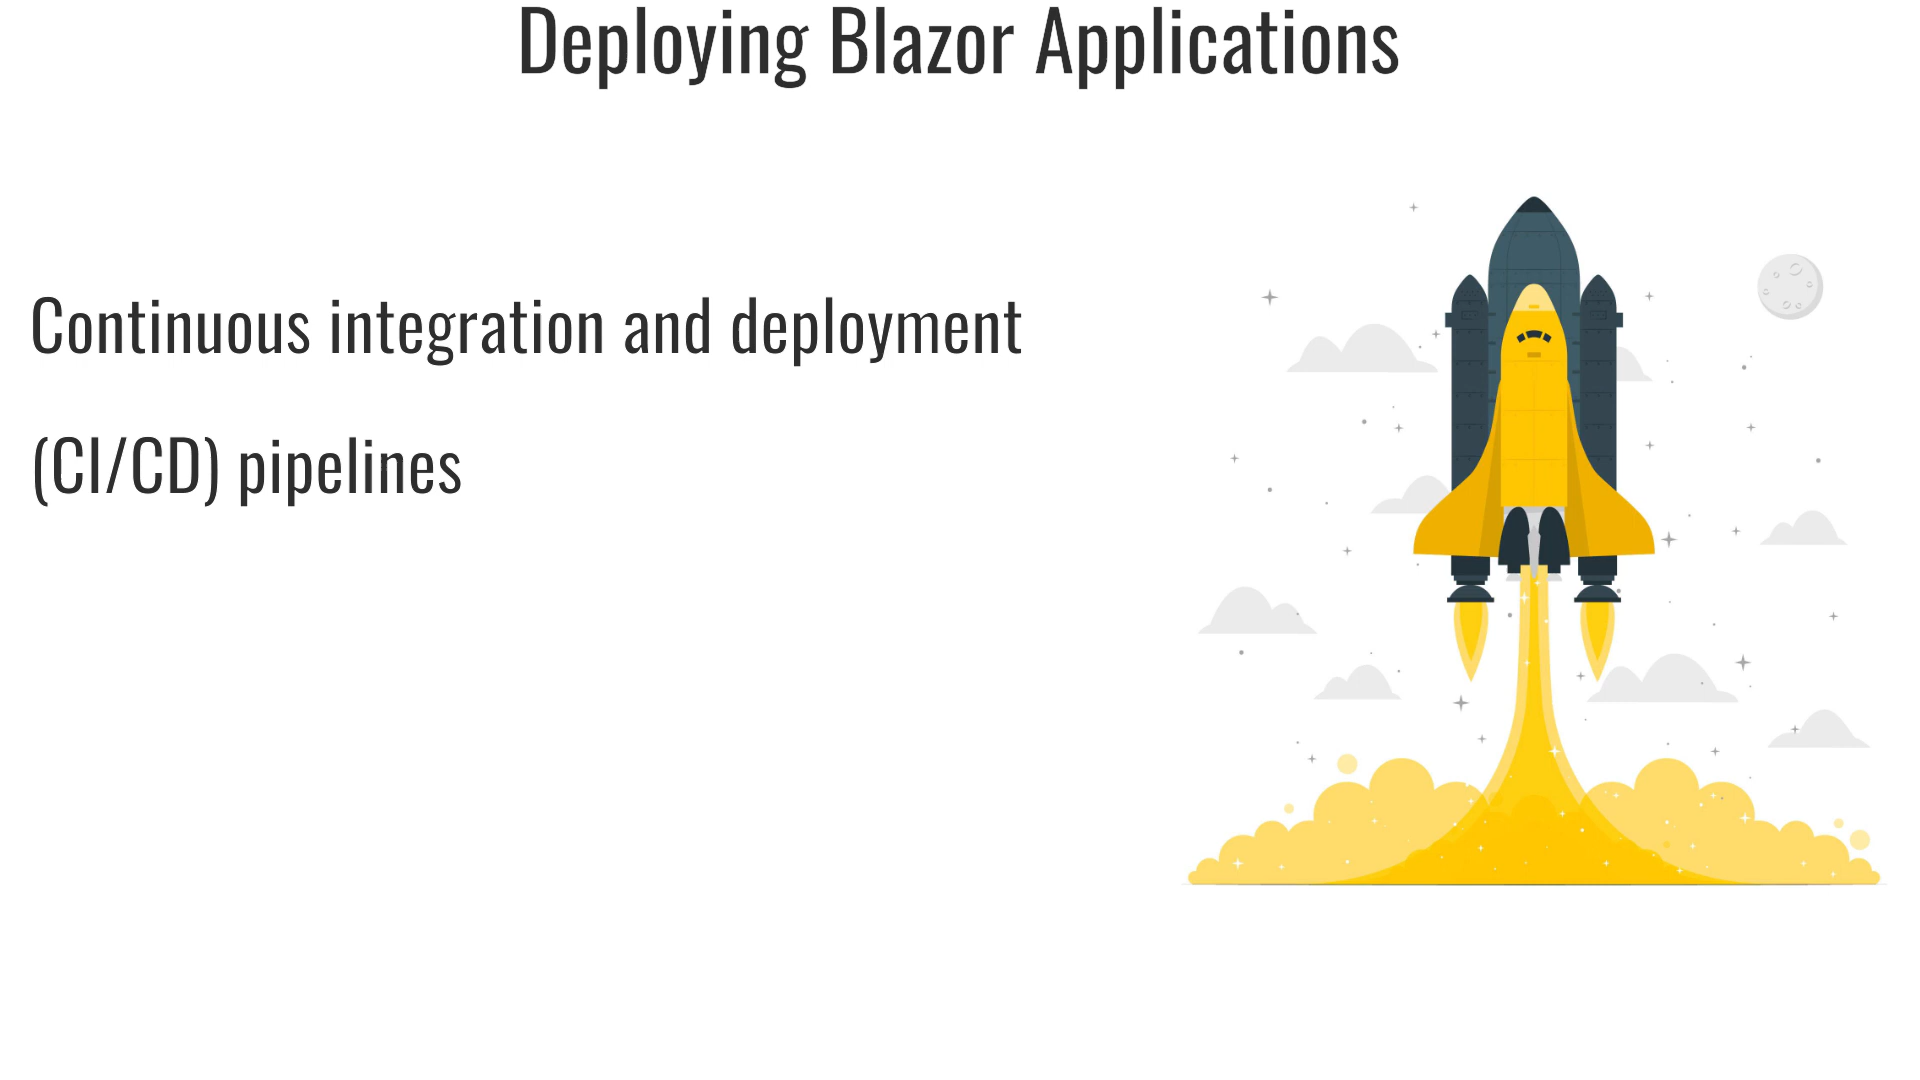 Deploying Blazor Applications
Continuous integration and deployment
(CI/CD) pipelines